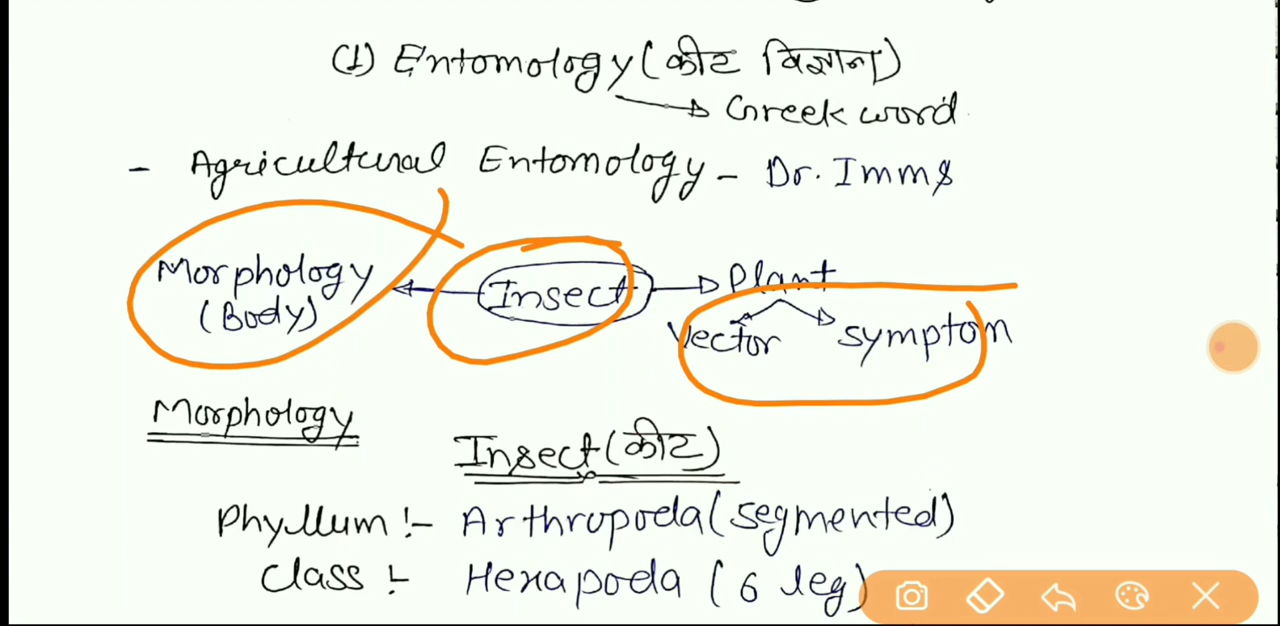 (1) Entomology (कीट विज्ञान)
→ Greek word
- Agricultural Entomology - Dr. Imms
Morphology ← Insect → Plant
(Body)
Vector symptom
Morphology
Insect (कीट)
Phyllum :- Arthropoda (segmented)
Class :- Hexapoda (6 leg)